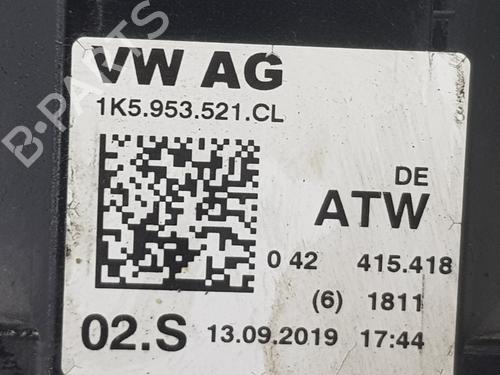 VW AG
1K5.953.521.CL
DE
ATW
0 42 415.418
(6) 1811
02.S 13.09.2019 17:44
B-PARTS